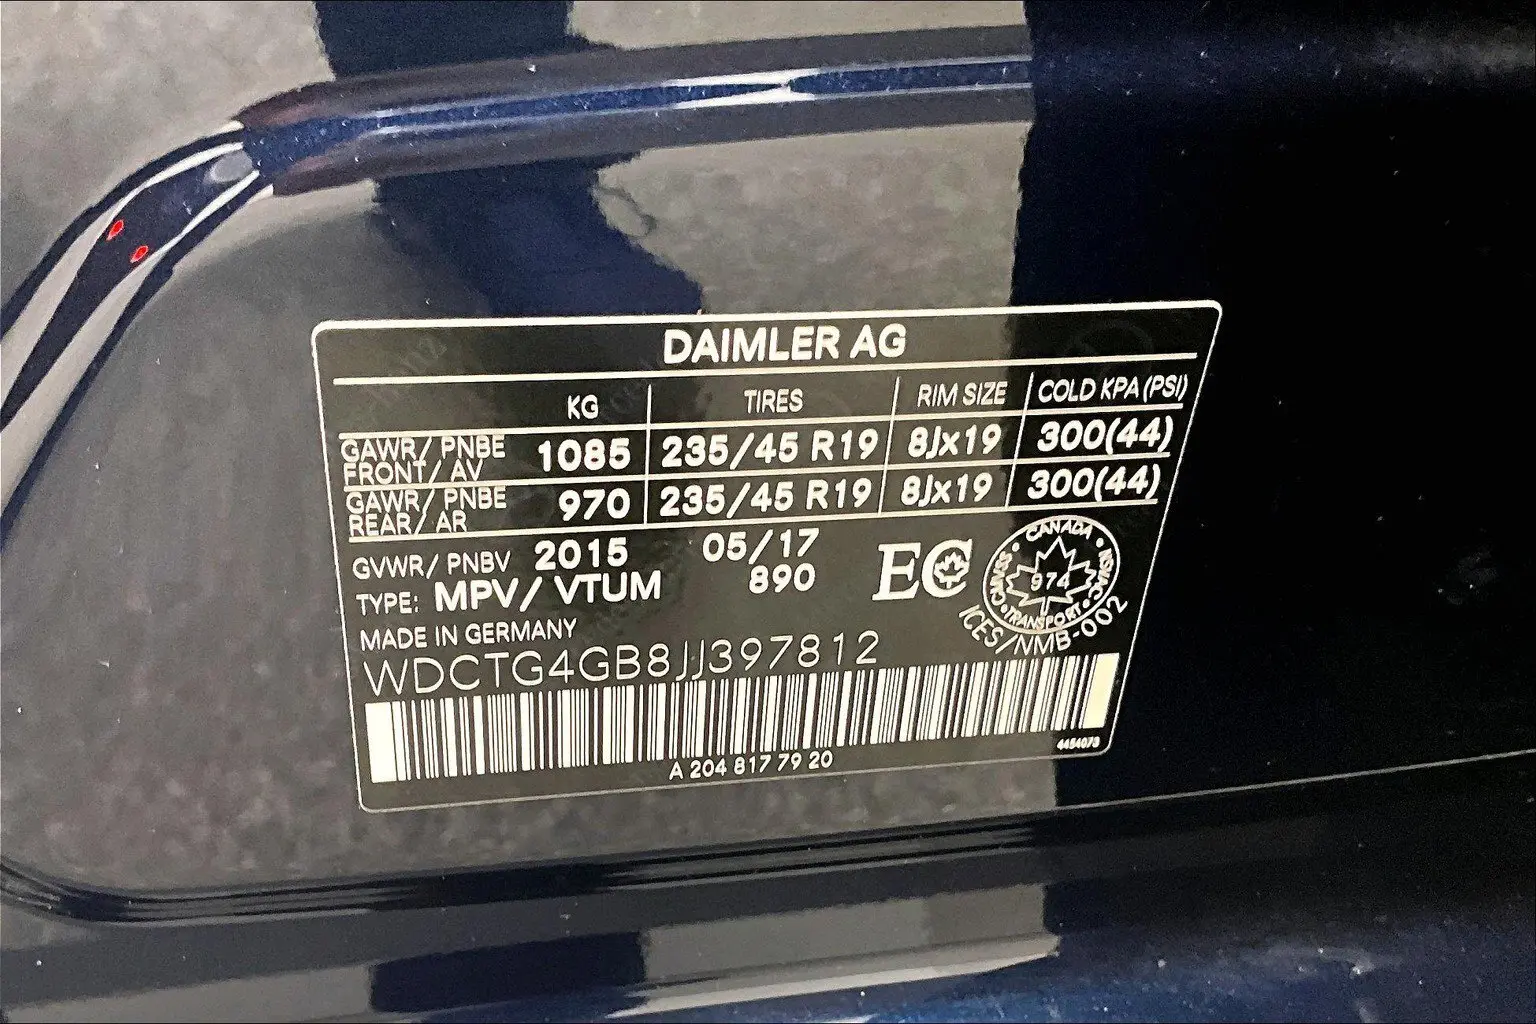 DAIMLER AG
KG TIRES RIM SIZE COLD KPA (PSI)
GAWR/ PNBE FRONT/ AV 1085 235/45 R19 8Jx19 300(44)
GAWR/ PNBE REAR/ AR 970 235/45 R19 8Jx19 300(44)
GVWR/ PNBV 2015 05/17
TYPE: MPV/ VTUM 890
EC
CANADA
974
TRANSPORT
ICES/NMB-002
MADE IN GERMANY
WDCTG4GB8JJ397812
4454073
A 204 817 79 20